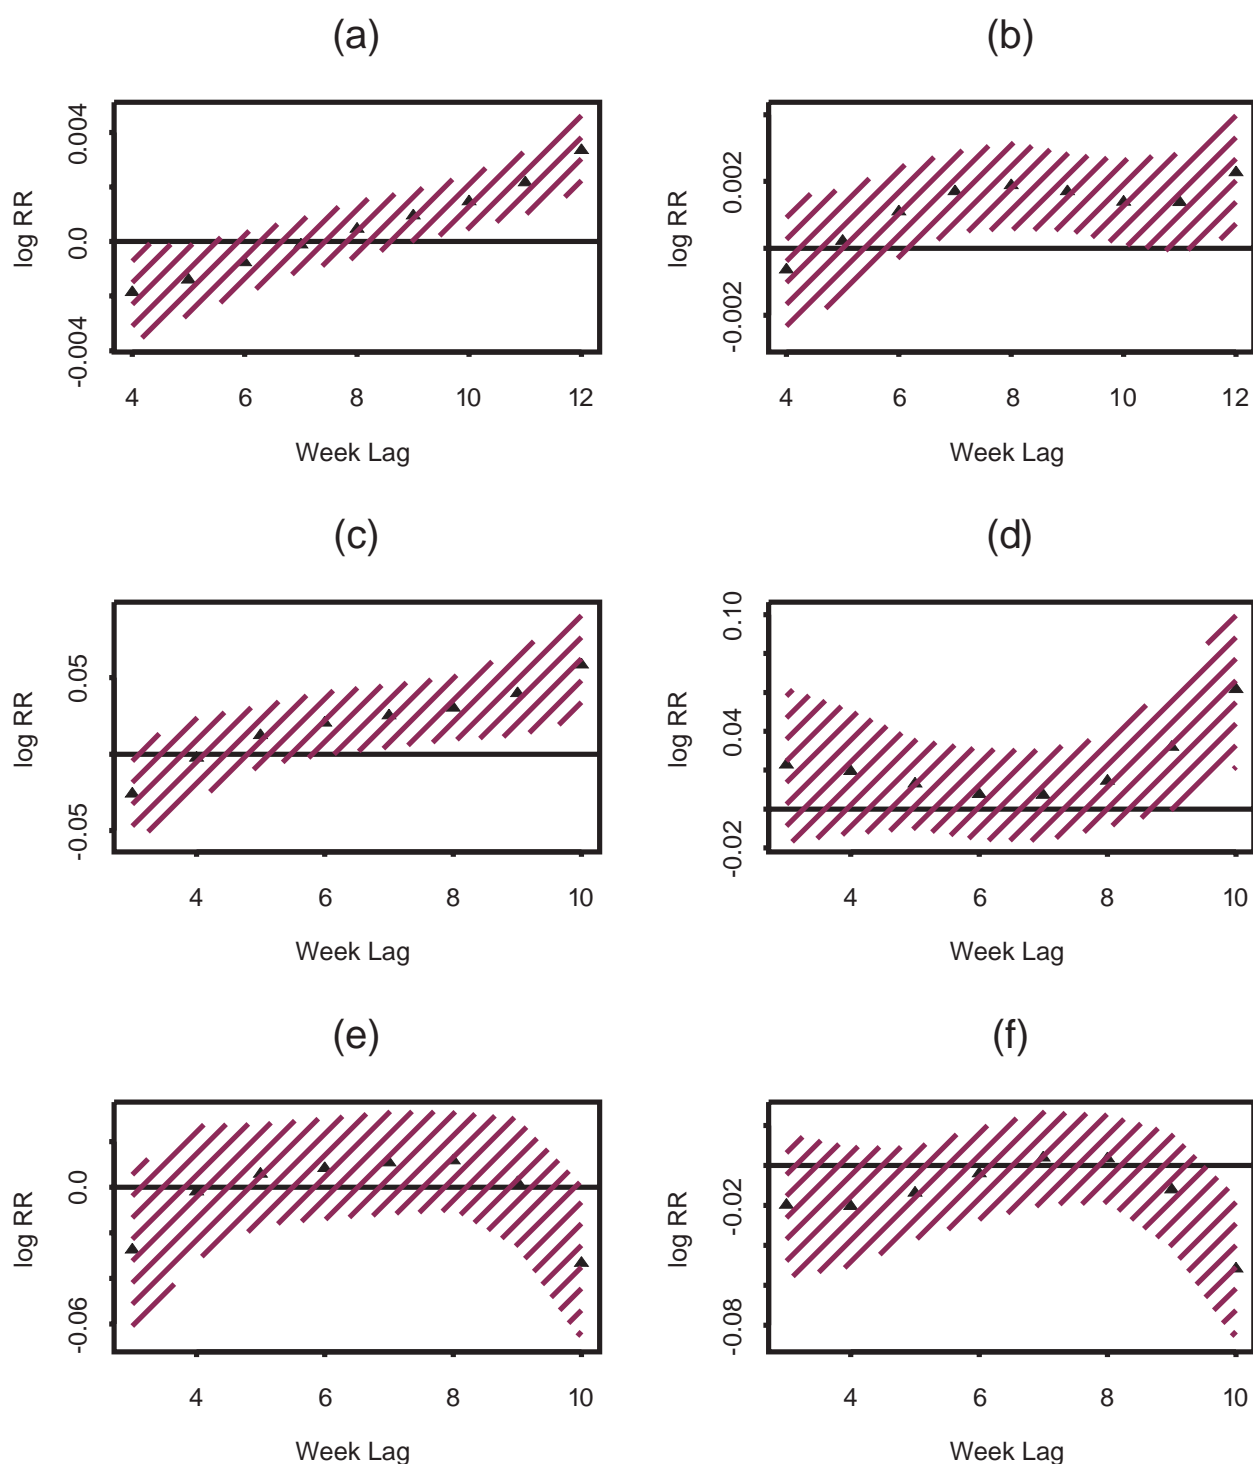 (a)
log RR
0.004
0.0
-0.004
4 6 8 10 12
Week Lag
(b)
log RR
0.002
-0.002
4 6 8 10 12
Week Lag
(c)
log RR
0.05
-0.05
4 6 8 10
Week Lag
(d)
log RR
0.10
0.04
-0.02
4 6 8 10
Week Lag
(e)
log RR
0.0
-0.06
4 6 8 10
Week Lag
(f)
log RR
-0.02
-0.08
4 6 8 10
Week Lag